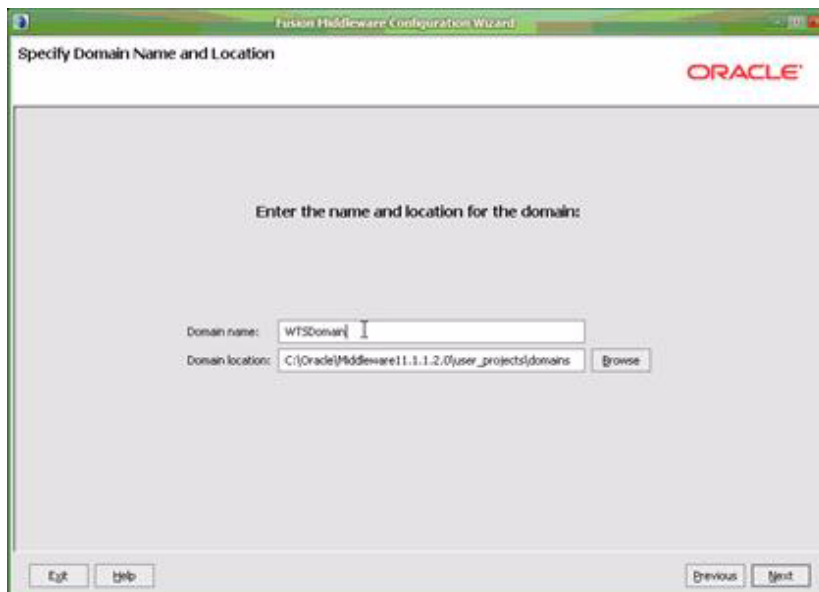 Fusion Middleware Configuration Wizard
Specify Domain Name and Location
ORACLE
Enter the name and location for the domain:
Domain name: WTSDomain
Domain location: C:\Oracle\Middleware11.1.1.2.0\user_projects\domains Browse
Exit Help Previous Next